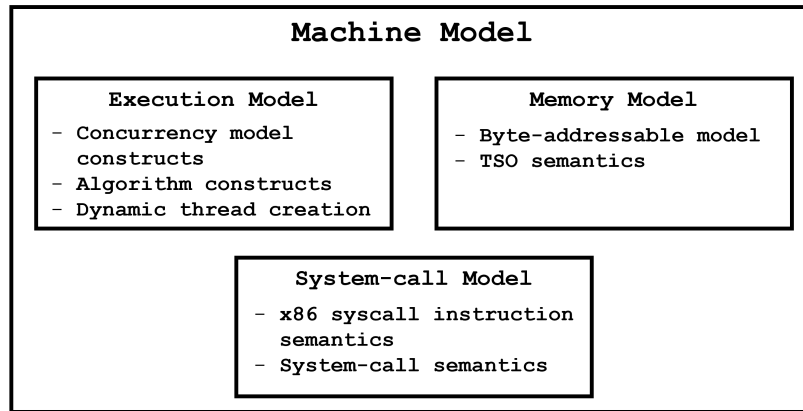 Machine Model
Execution Model
- Concurrency model
constructs
- Algorithm constructs
- Dynamic thread creation
Memory Model
- Byte-addressable model
- TSO semantics
System-call Model
- x86 syscall instruction
semantics
- System-call semantics